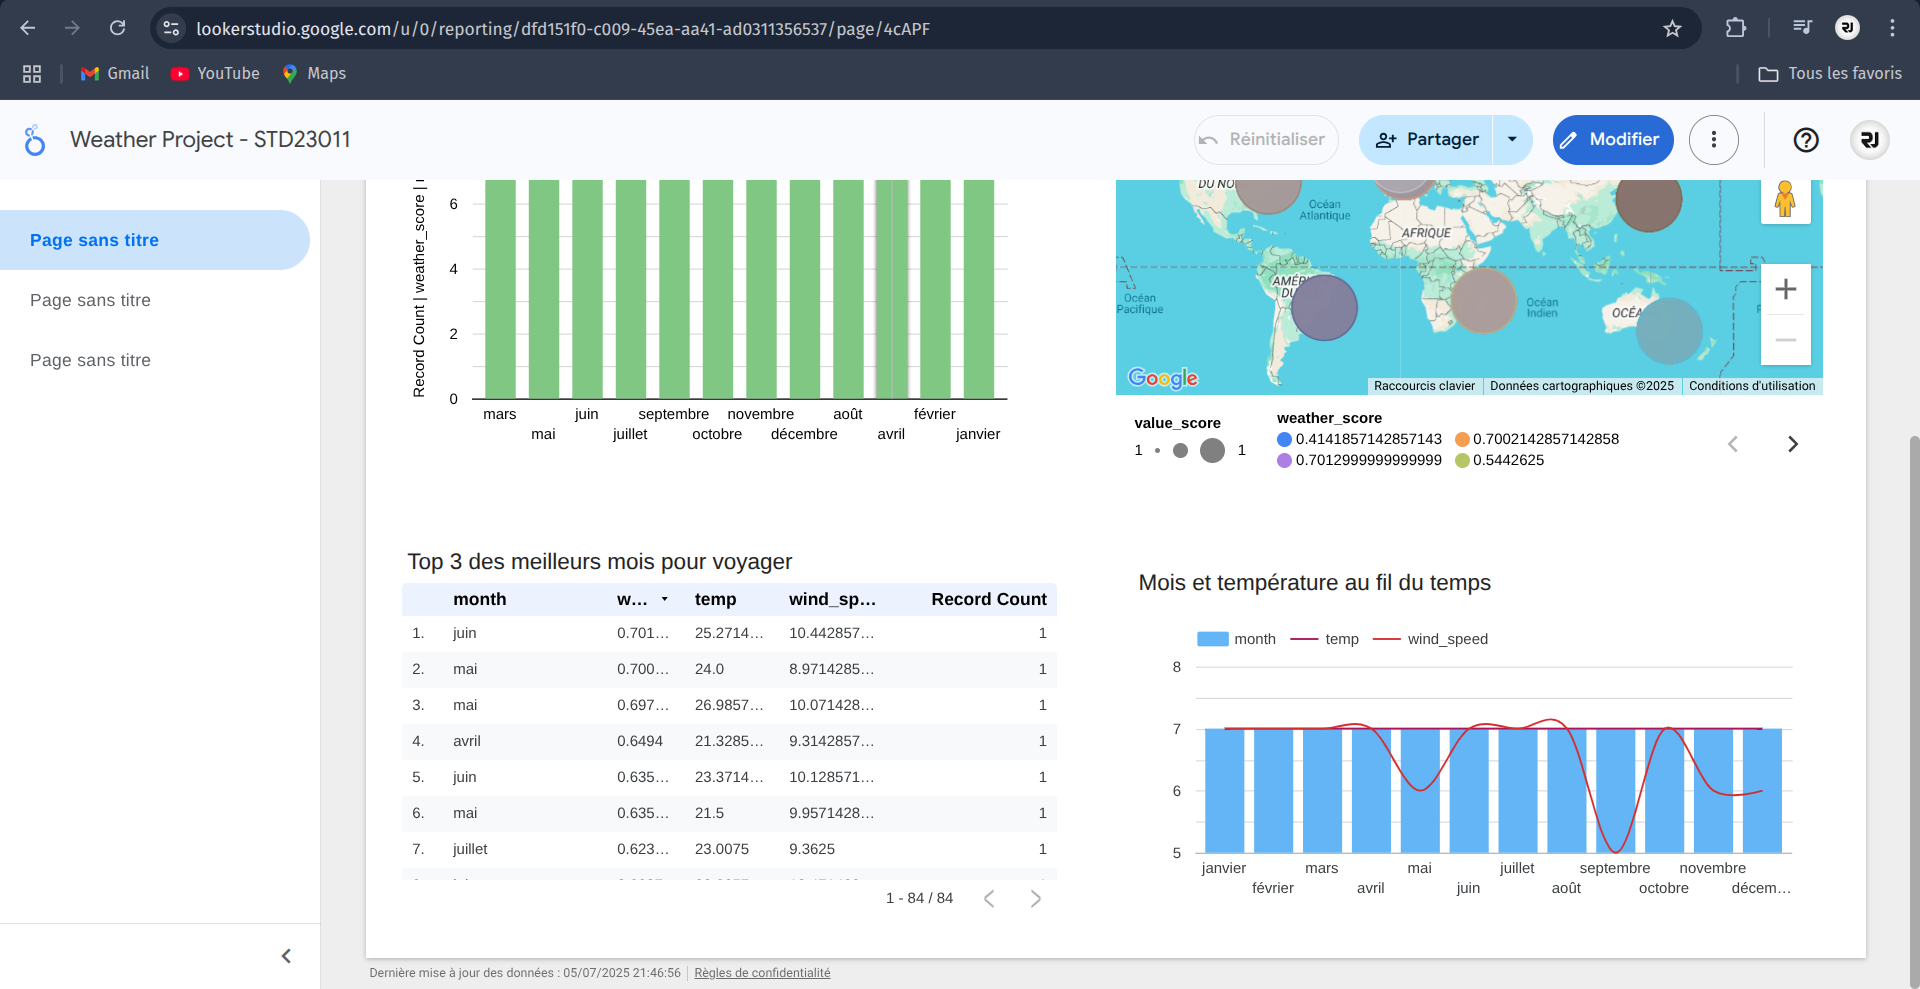 lookerstudio.google.com/u/0/reporting/dfd151f0-c009-45ea-aa41-ad0311356537/page/4cAPF
Gmail
YouTube
Maps
Tous les favoris
Weather Project - STD23011
Réinitialiser
Partager
Modifier
Page sans titre
Page sans titre
Page sans titre
Record Count | weather_score |
6
4
2
0
mars
mai
juin
juillet
septembre
octobre
novembre
décembre
août
avril
février
janvier
DU NO
Océan
Atlantique
AFRIQUE
AMÉR
DU
Océan
Pacifique
Océan
Indien
OCÉA
Google
Raccourcis clavier
Données cartographiques ©2025
Conditions d'utilisation
value_score
1
1
weather_score
0.4141857142857143
0.7002142857142858
0.7012999999999999
0.5442625
Top 3 des meilleurs mois pour voyager
month w... temp wind_sp... Record Count
1. juin 0.701... 25.2714... 10.442857... 1
2. mai 0.700... 24.0 8.9714285... 1
3. mai 0.697... 26.9857... 10.071428... 1
4. avril 0.6494 21.3285... 9.3142857... 1
5. juin 0.635... 23.3714... 10.128571... 1
6. mai 0.635... 21.5 9.9571428... 1
7. juillet 0.623... 23.0075 9.3625 1
1 - 84 / 84
Mois et température au fil du temps
month temp wind_speed
8
7
6
5
janvier
février
mars
avril
mai
juin
juillet
août
septembre
octobre
novembre
décem...
Dernière mise à jour des données : 05/07/2025 21:46:56
Règles de confidentialité